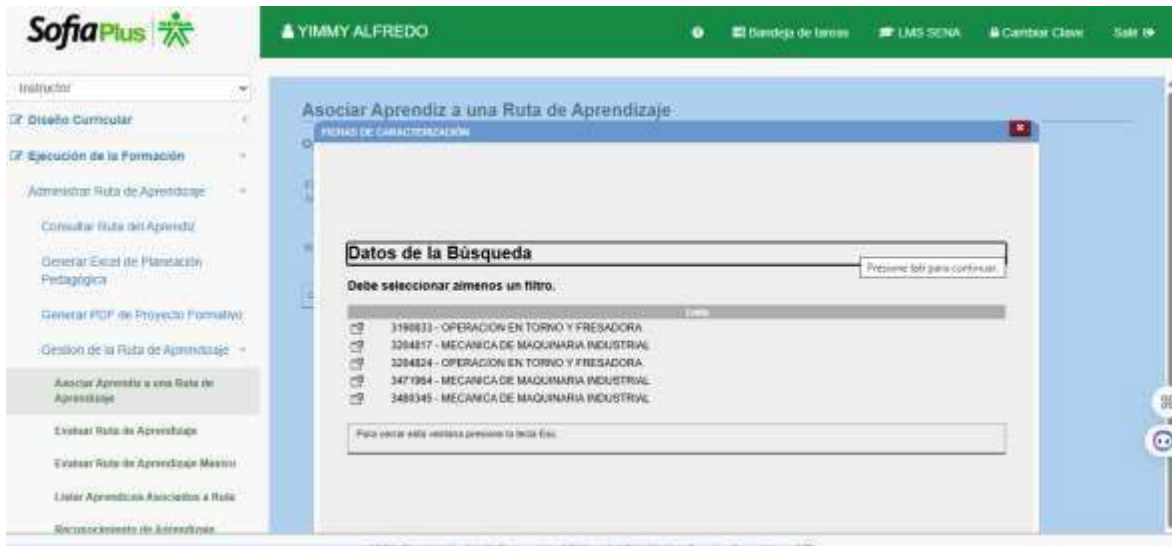 SofiaPlus
YIMMY ALFREDO
Bandeja de tareas
LMS SENA
Cambiar Clave
Salir
Instructor
Diseño Curricular
Ejecución de la Formación
Administrar Ruta de Aprendizaje
Consultar Ruta del Aprendiz
Generar Excel de Planeación
Pedagógica
Generar PDF de Proyecto Formativo
Gestion de la Ruta de Aprendizaje
Asociar Aprendiz a una Ruta de
Aprendizaje
Evaluar Ruta de Aprendizaje
Evaluar Ruta de Aprendizaje Masivo
Listar Aprendices Asociados a Ruta
Reconocimiento de Aprendizaje
Asociar Aprendiz a una Ruta de Aprendizaje
FICHAS DE CARACTERIZACIÓN
Datos de la Búsqueda
Presione tab para continuar.
Debe seleccionar almenos un filtro.
3190833 - OPERACION EN TORNO Y FRESADORA
3204817 - MECANICA DE MAQUINARIA INDUSTRIAL
3204824 - OPERACION EN TORNO Y FRESADORA
3471964 - MECANICA DE MAQUINARIA INDUSTRIAL
3480345 - MECANICA DE MAQUINARIA INDUSTRIAL
Para cerrar esta ventana presione la tecla Esc.